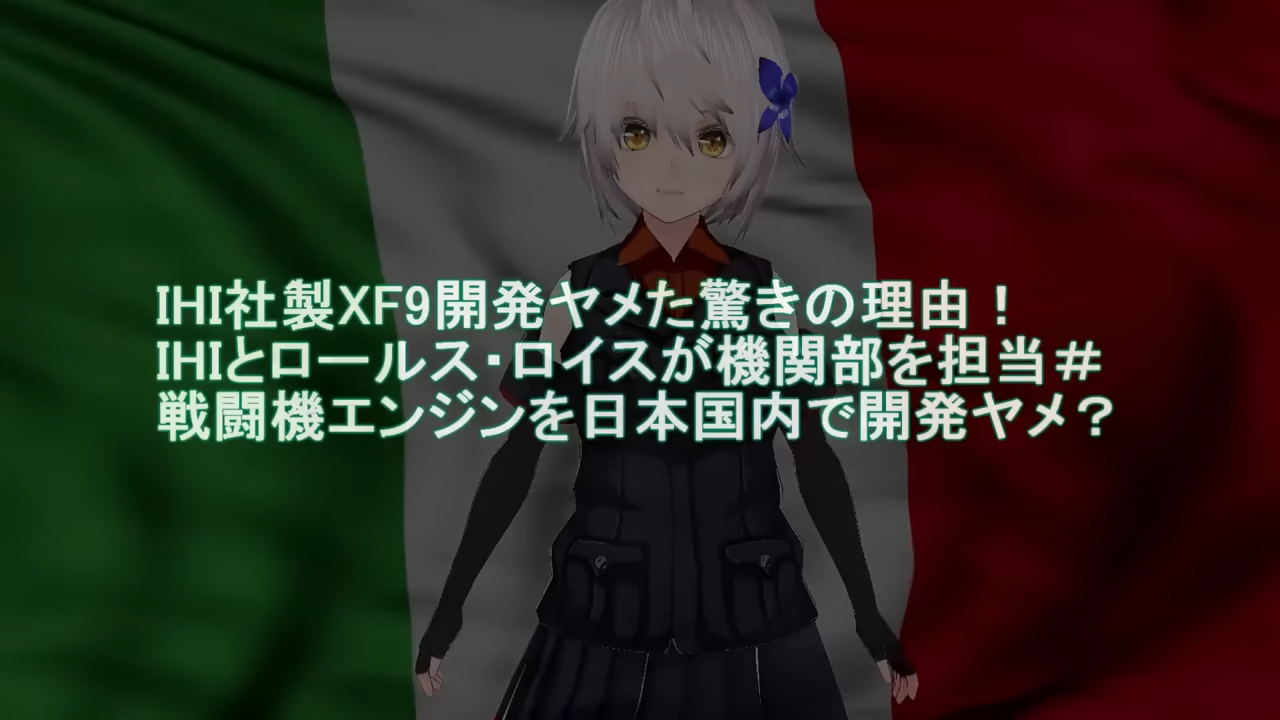 IHI社製XF9開発ヤメた驚きの理由！
IHIとロールス・ロイスが機関部を担当＃
戦闘機エンジンを日本国内で開発ヤメ？